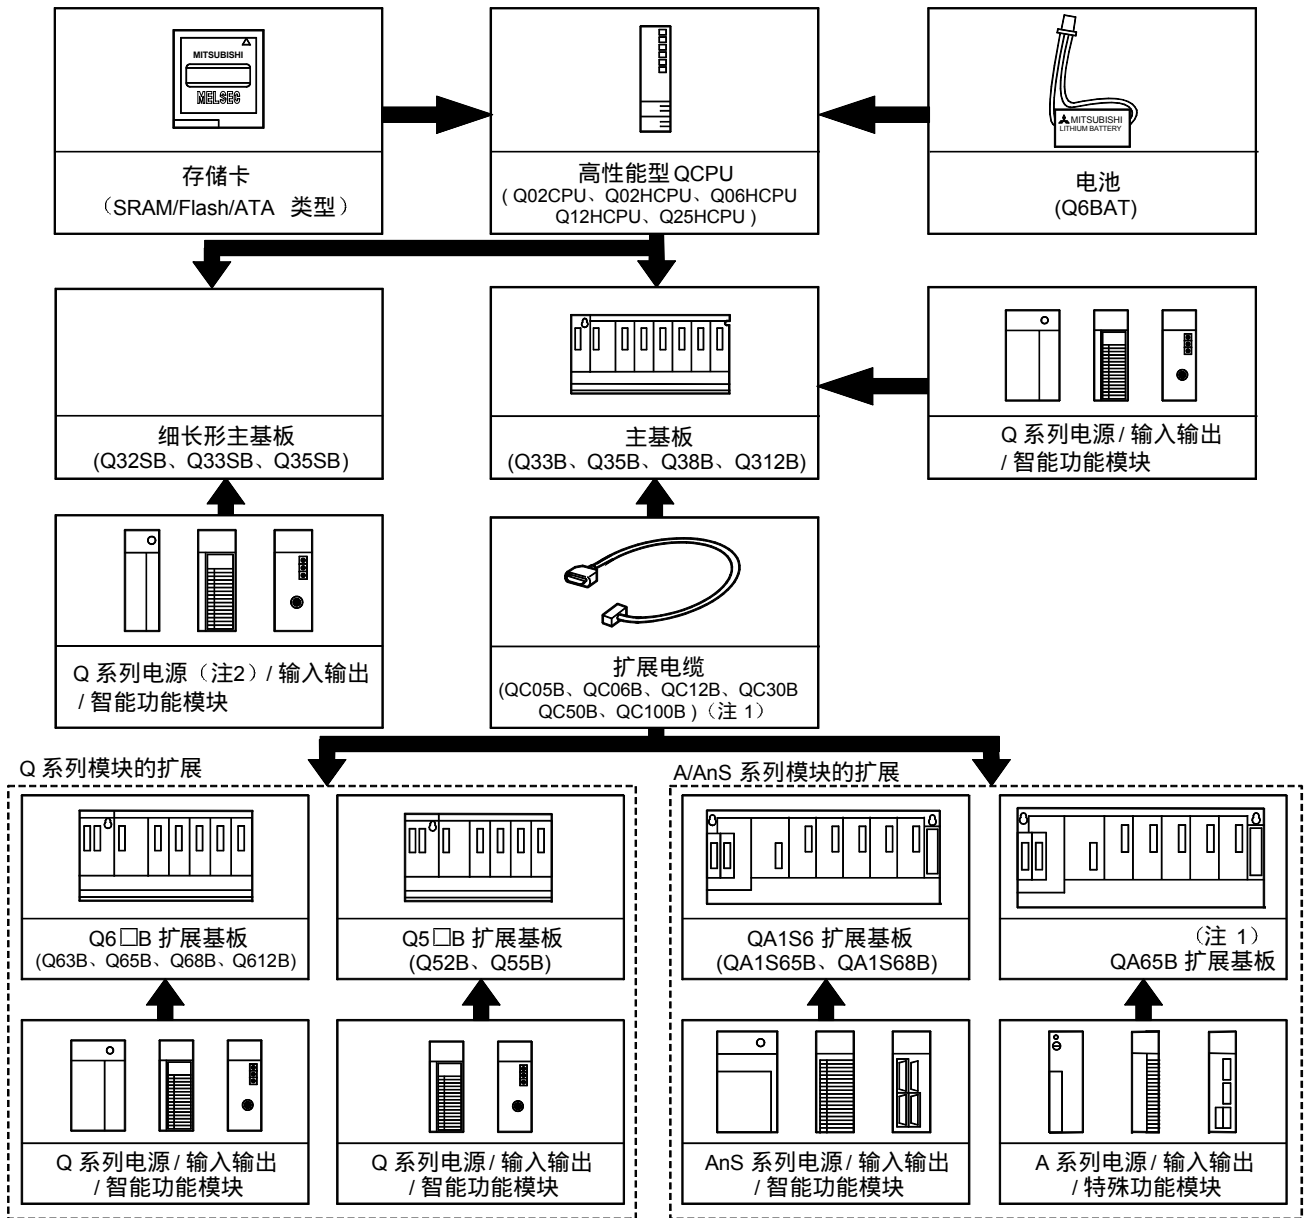 MITSUBISHI
MELSEC
存储卡
（SRAM/Flash/ATA 类型）
高性能型 QCPU
( Q02CPU、Q02HCPU、Q06HCPU
Q12HCPU、Q25HCPU )
MITSUBISHI
LITHIUM BATTERY
电池
(Q6BAT)
细长形主基板
(Q32SB、Q33SB、Q35SB)
主基板
(Q33B、Q35B、Q38B、Q312B)
Q 系列电源 / 输入输出
/ 智能功能模块
Q 系列电源（注2）/ 输入输出
/ 智能功能模块
扩展电缆
(QC05B、QC06B、QC12B、QC30B
QC50B、QC100B )（注 1）
Q 系列模块的扩展
A/AnS 系列模块的扩展
Q6□B 扩展基板
(Q63B、Q65B、Q68B、Q612B)
Q5□B 扩展基板
(Q52B、Q55B)
QA1S6 扩展基板
(QA1S65B、QA1S68B)
（注 1）
QA65B 扩展基板
Q 系列电源 / 输入输出
/ 智能功能模块
Q 系列电源 / 输入输出
/ 智能功能模块
AnS 系列电源 / 输入输出
/ 智能功能模块
A 系列电源 / 输入输出
/ 特殊功能模块